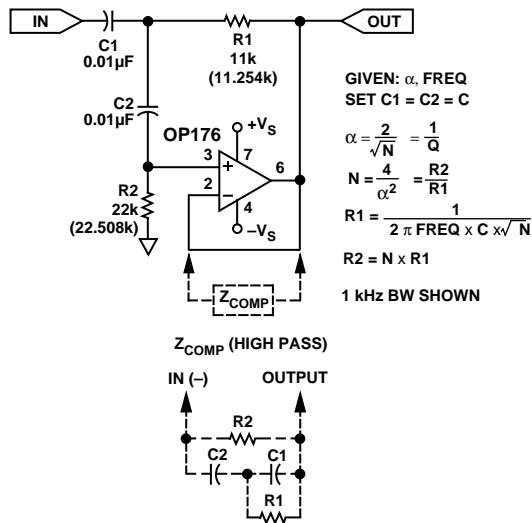 IN
OUT
C1
0.01µF
R1
11k
(11.254k)
C2
0.01µF
OP176
+VS
3
7
6
2
4
–VS
R2
22k
(22.508k)
ZCOMP
GIVEN: α, FREQ
SET C1 = C2 = C
α = 2/√N = 1/Q
N = 4/α² = R2/R1
R1 = 1/(2 π FREQ x C x √N)
R2 = N x R1
1 kHz BW SHOWN
ZCOMP (HIGH PASS)
IN (–) OUTPUT
R2
C2
C1
R1